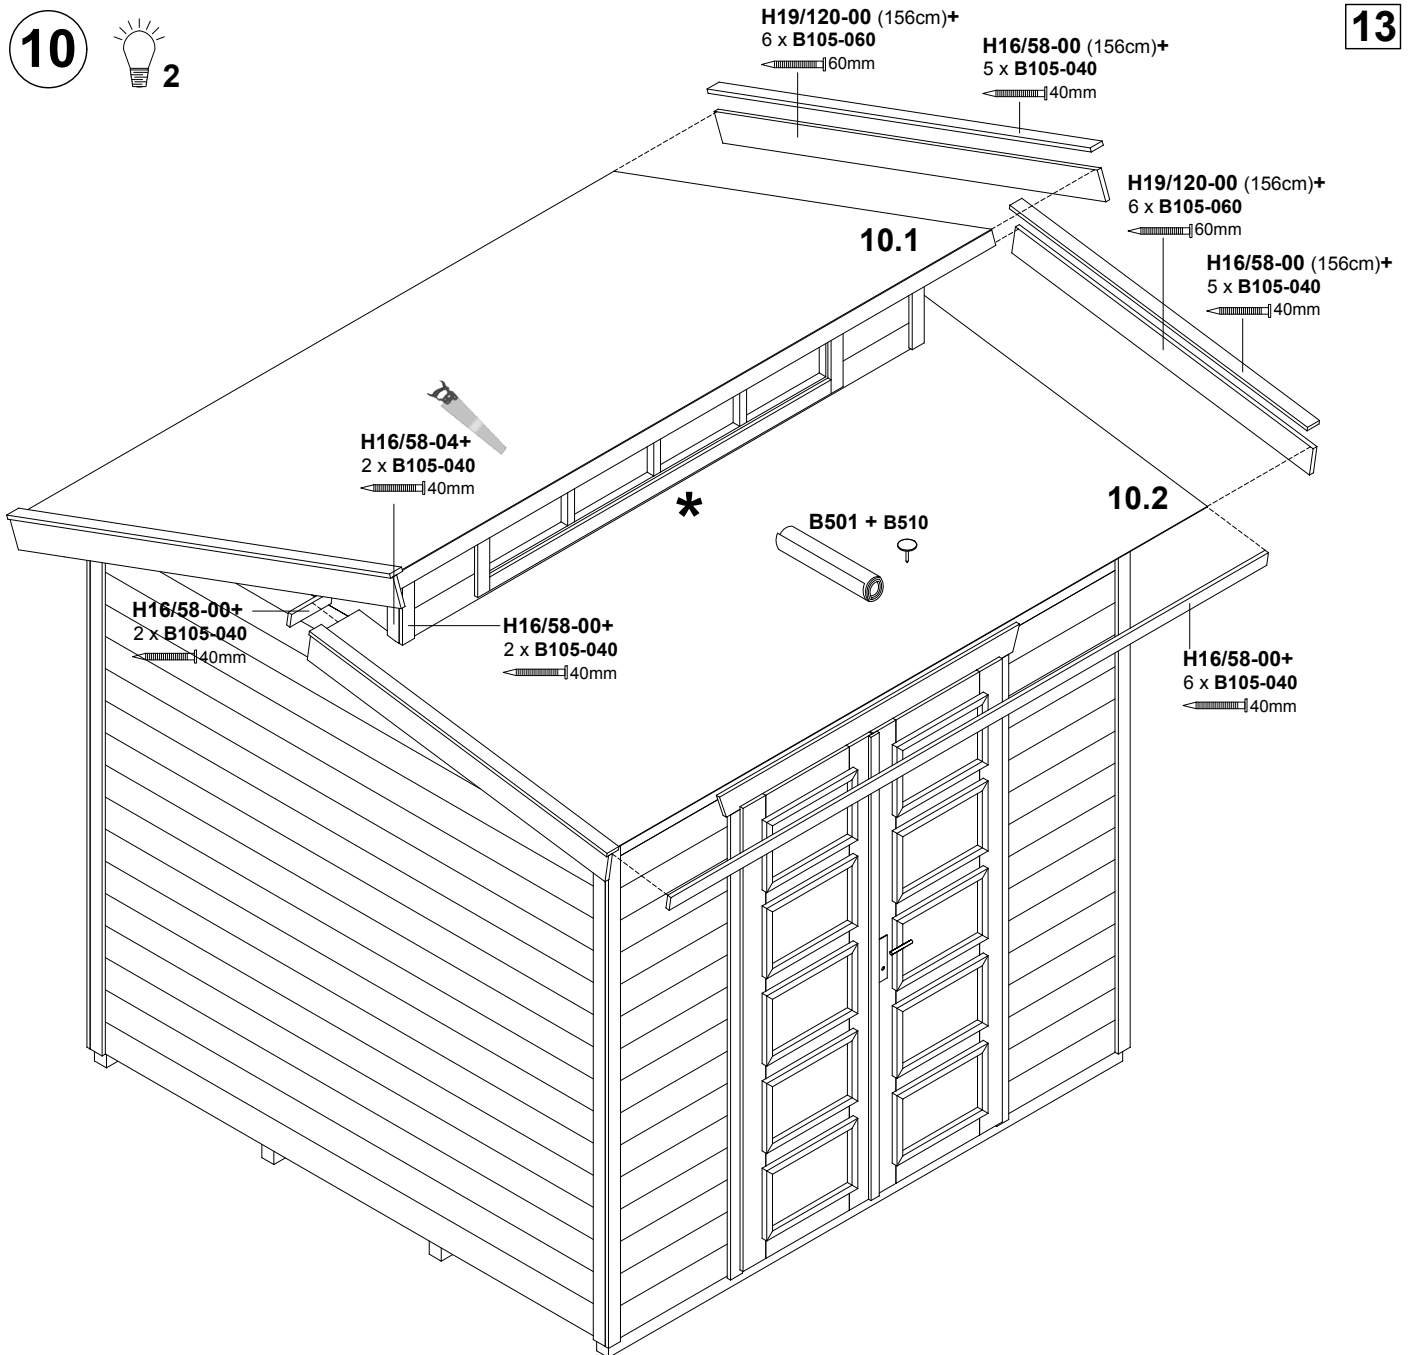 10
2
13
H19/120-00 (156cm)+
6 x B105-060
60mm
H16/58-00 (156cm)+
5 x B105-040
40mm
H19/120-00 (156cm)+
6 x B105-060
60mm
H16/58-00 (156cm)+
5 x B105-040
40mm
10.1
H16/58-04+
2 x B105-040
40mm
*
10.2
B501 + B510
H16/58-00+
2 x B105-040
40mm
H16/58-00+
2 x B105-040
40mm
H16/58-00+
6 x B105-040
40mm